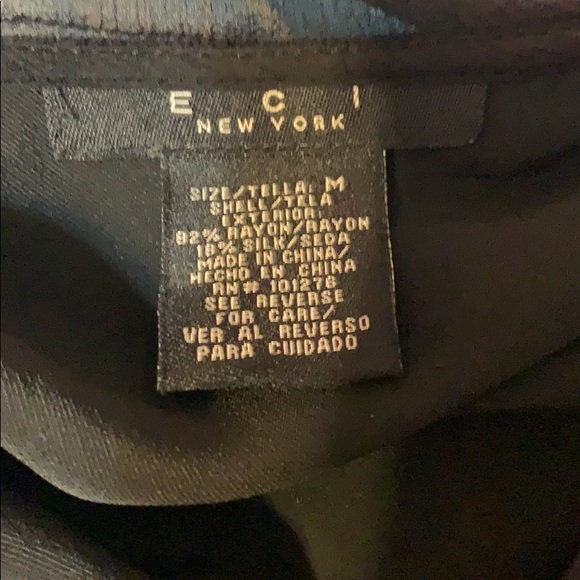 E C I
NEW YORK
SIZE/TELLA: M
SHELL/TELA
EXTERIOR:
82% RAYON/RAYON
18% SILK/SEDA
MADE IN CHINA/
HECHO EN CHINA
RN# 101276
SEE REVERSE
FOR CARE/
VER AL REVERSO
PARA CUIDADO